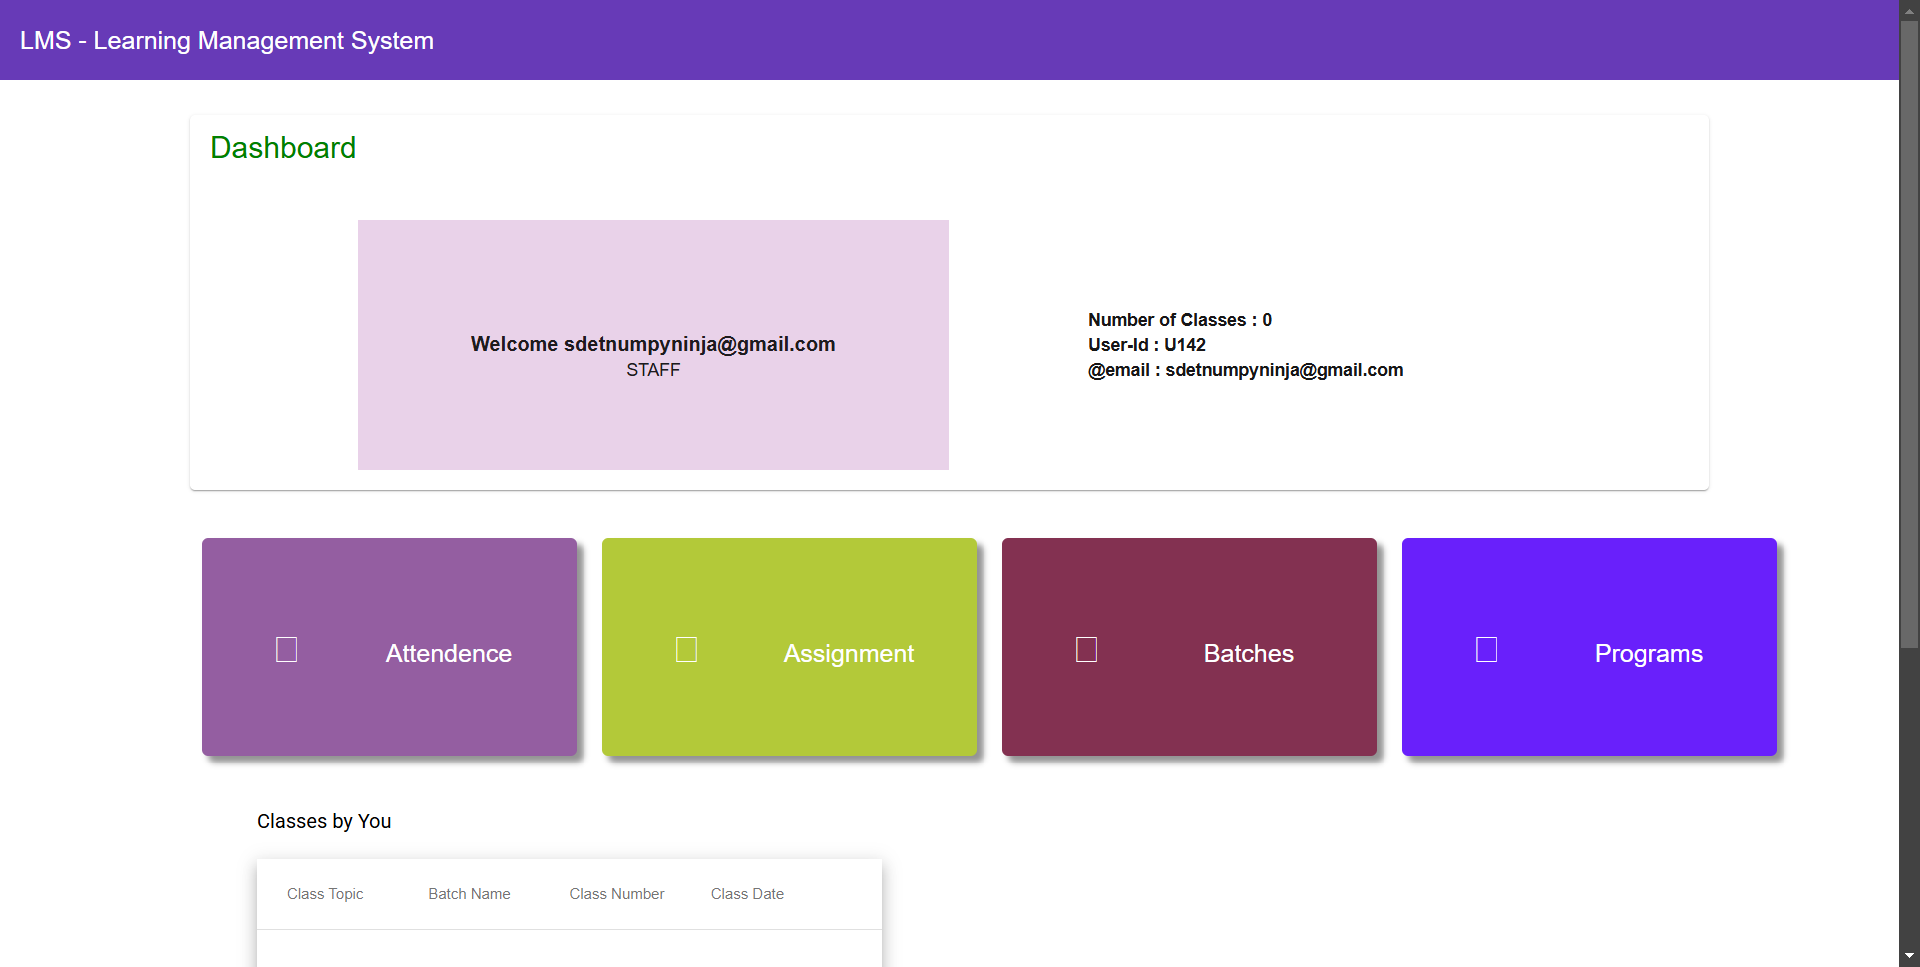 LMS - Learning Management System
Dashboard
Welcome sdetnumpyninja@gmail.com
STAFF
Number of Classes : 0
User-Id : U142
@email : sdetnumpyninja@gmail.com
Attendence
Assignment
Batches
Programs
Classes by You
Class Topic Batch Name Class Number Class Date